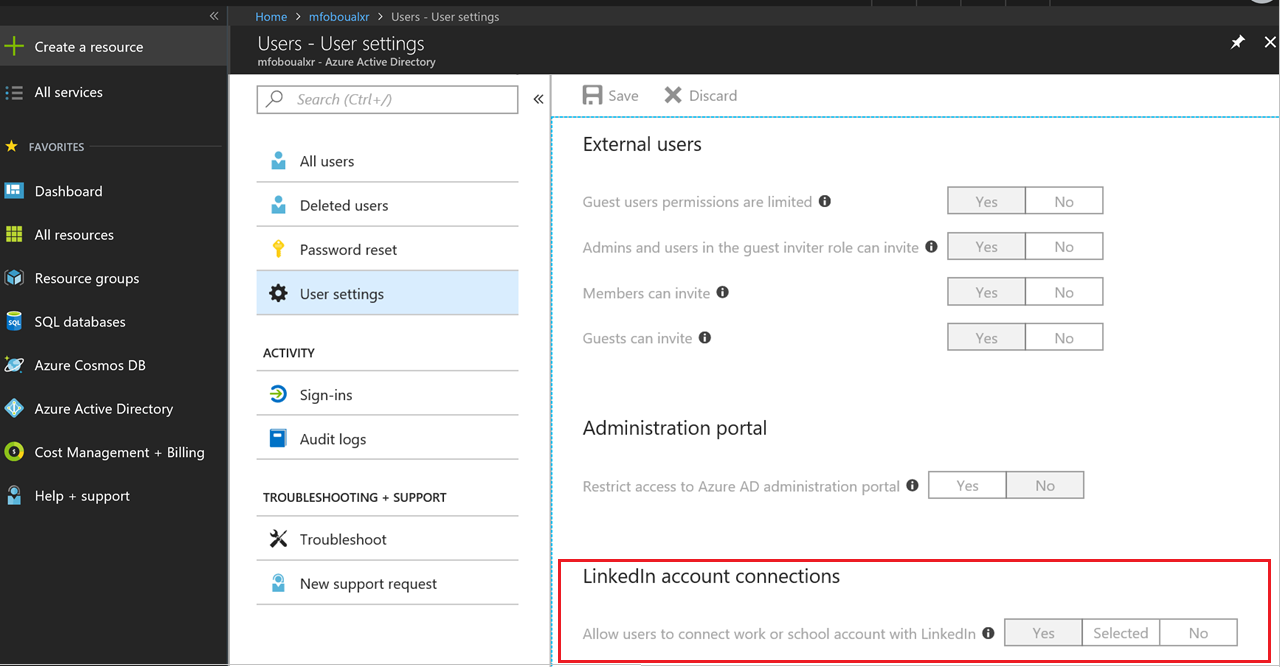 «
Create a resource
All services
FAVORITES
Dashboard
All resources
Resource groups
SQL databases
Azure Cosmos DB
Azure Active Directory
Cost Management + Billing
Help + support
Home > mfoboualxr > Users - User settings
Users - User settings
mfoboualxr - Azure Active Directory
Search (Ctrl+/)
«
All users
Deleted users
Password reset
User settings
ACTIVITY
Sign-ins
Audit logs
TROUBLESHOOTING + SUPPORT
Troubleshoot
New support request
Save Discard
External users
Guest users permissions are limited Yes No
Admins and users in the guest inviter role can invite Yes No
Members can invite Yes No
Guests can invite Yes No
Administration portal
Restrict access to Azure AD administration portal Yes No
LinkedIn account connections
Allow users to connect work or school account with LinkedIn Yes Selected No